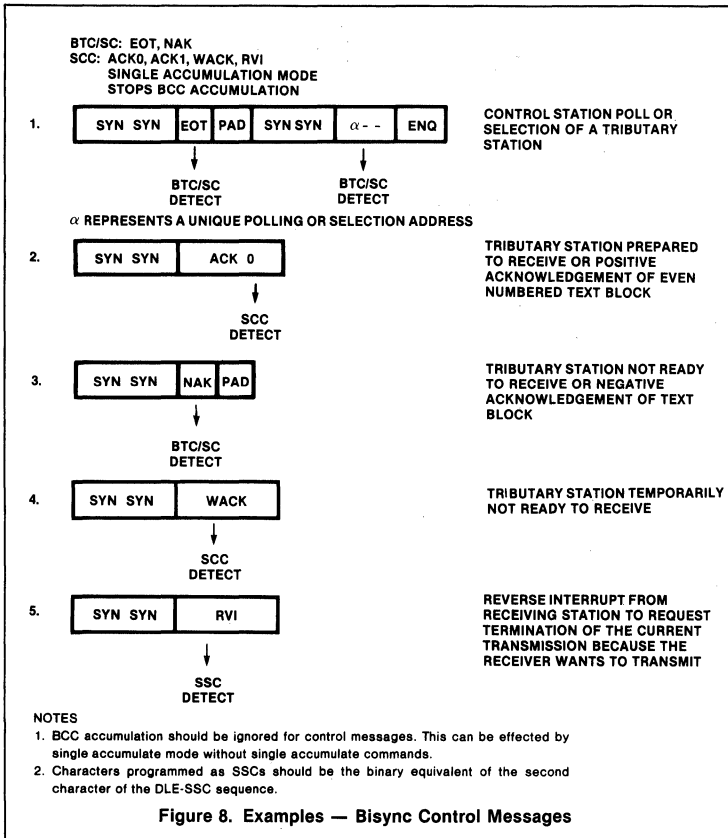 BTC/SC: EOT, NAK
SCC: ACK0, ACK1, WACK, RVI
SINGLE ACCUMULATION MODE
STOPS BCC ACCUMULATION
1. SYN SYN EOT PAD SYN SYN α - - ENQ
CONTROL STATION POLL OR
SELECTION OF A TRIBUTARY
STATION
BTC/SC
DETECT
BTC/SC
DETECT
α REPRESENTS A UNIQUE POLLING OR SELECTION ADDRESS
2. SYN SYN ACK 0
TRIBUTARY STATION PREPARED
TO RECEIVE OR POSITIVE
ACKNOWLEDGEMENT OF EVEN
NUMBERED TEXT BLOCK
SCC
DETECT
3. SYN SYN NAK PAD
TRIBUTARY STATION NOT READY
TO RECEIVE OR NEGATIVE
ACKNOWLEDGEMENT OF TEXT
BLOCK
BTC/SC
DETECT
4. SYN SYN WACK
TRIBUTARY STATION TEMPORARILY
NOT READY TO RECEIVE
SCC
DETECT
5. SYN SYN RVI
REVERSE INTERRUPT FROM
RECEIVING STATION TO REQUEST
TERMINATION OF THE CURRENT
TRANSMISSION BECAUSE THE
RECEIVER WANTS TO TRANSMIT
SSC
DETECT
NOTES
1. BCC accumulation should be ignored for control messages. This can be effected by
single accumulate mode without single accumulate commands.
2. Characters programmed as SSCs should be the binary equivalent of the second
character of the DLE-SSC sequence.
Figure 8. Examples — Bisync Control Messages